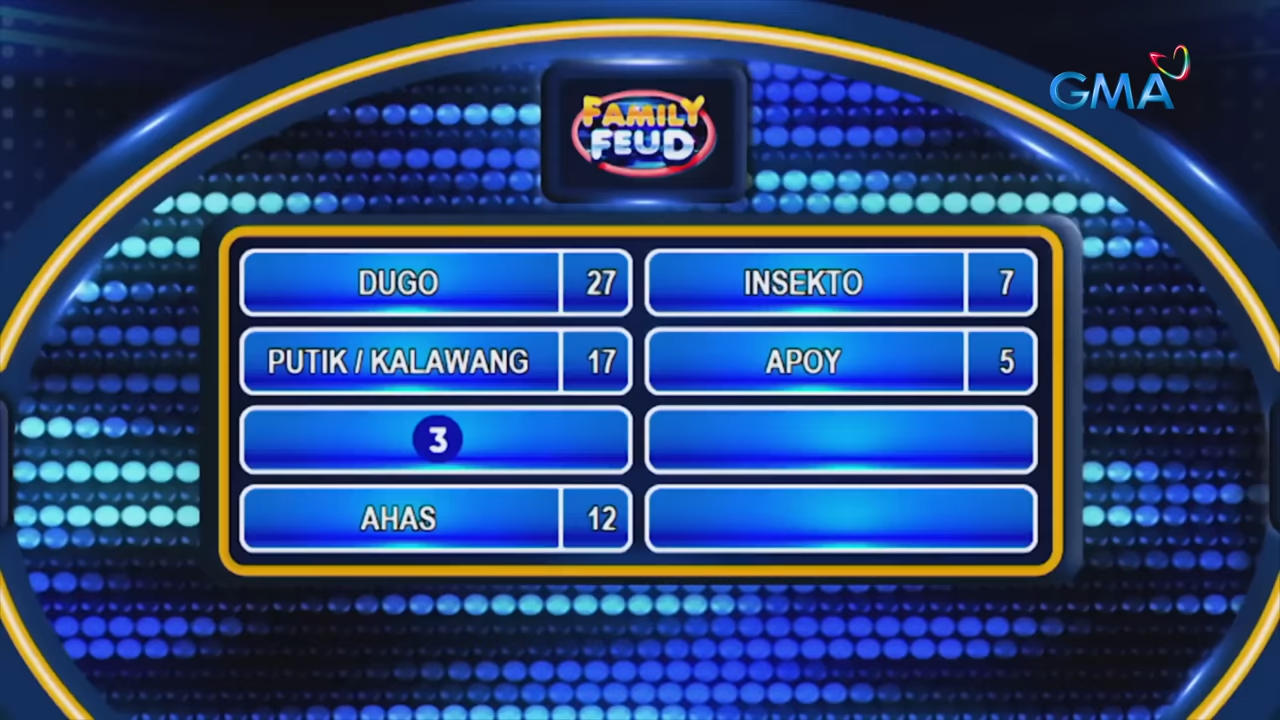 GMA
FAMILY
FEUD
DUGO 27
PUTIK / KALAWANG 17
3
AHAS 12
INSEKTO 7
APOY 5